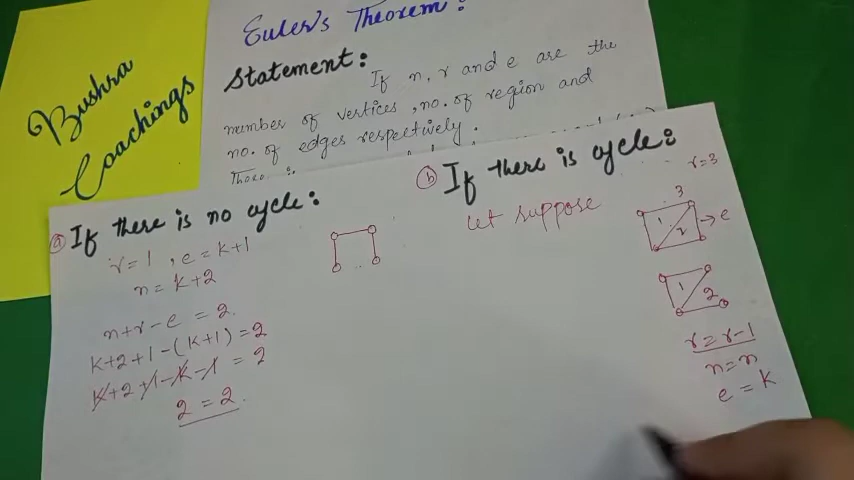 Bushra
Coachings
Euler's Theorem:
Statement:
If n, r and e are the
number of vertices, no. of region and
no. of edges respectively.
(a) If there is no cycle:
r=1 , e=k+1
n=k+2
n+r-e = 2.
k+2+1-(k+1)=2
k+2+1-k-1 = 2
2 = 2.
(b) If there is cycle:
let suppose
r=3
3
1
2
→e
1
2
r=r-1
n=n
e=k